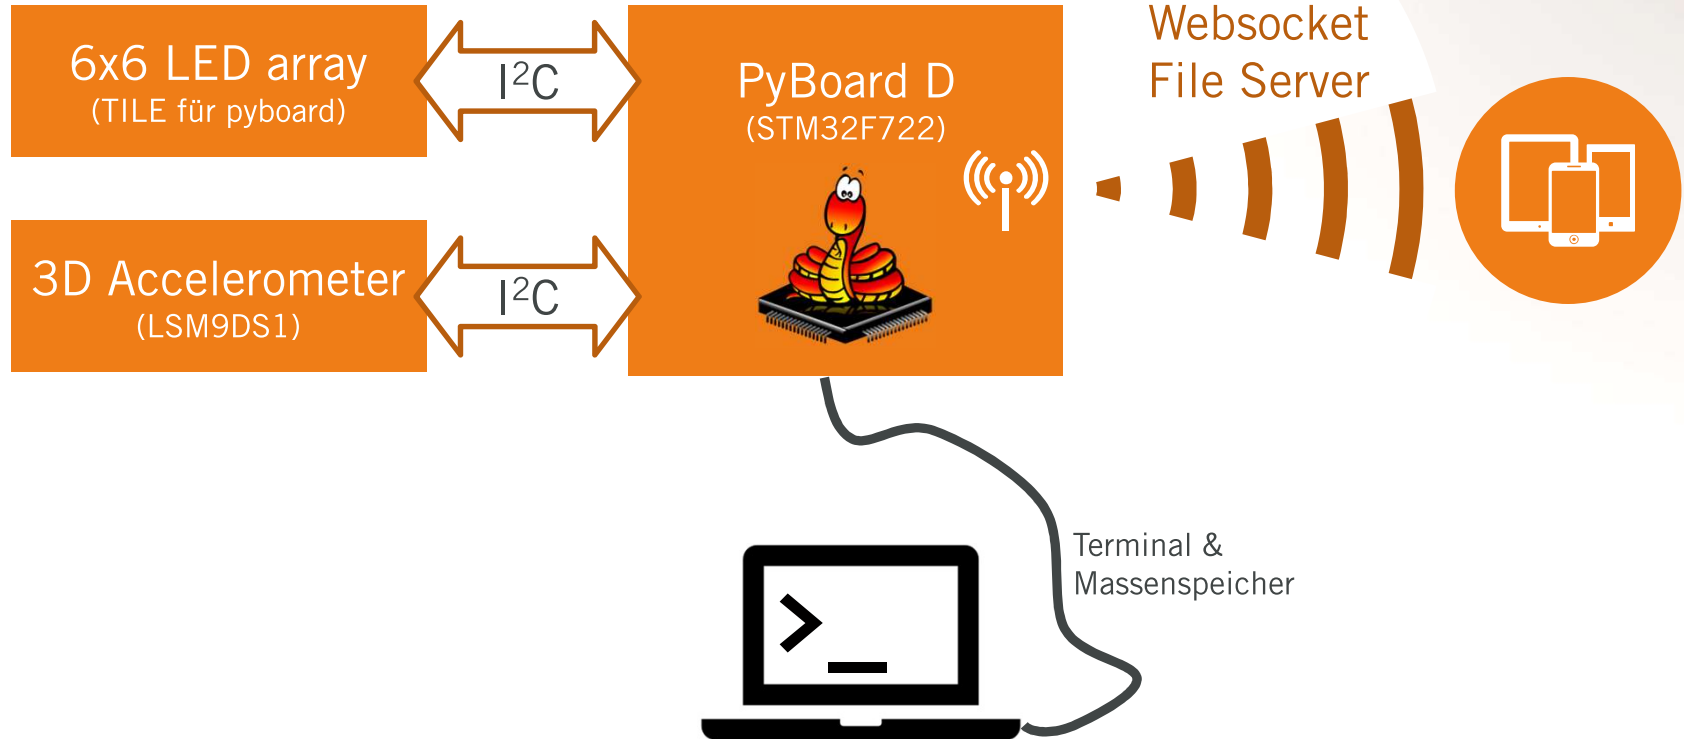 6x6 LED array
(TILE für pyboard)
I²C
PyBoard D
(STM32F722)
Websocket
File Server
3D Accelerometer
(LSM9DS1)
I²C
Terminal &
Massenspeicher
>_